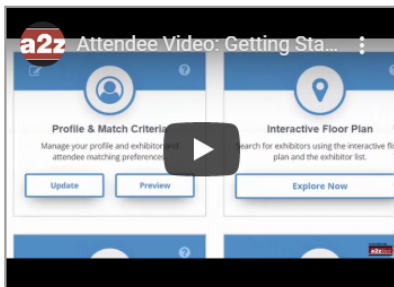 a2z Attendee Video: Getting Sta...
Profile & Match Criteria
Manage your profile and exhibitor and
attendee matching preferences
Update
Preview
Interactive Floor Plan
Search for exhibitors using the interactive fl
plan and the exhibitor list.
Explore Now
a2z